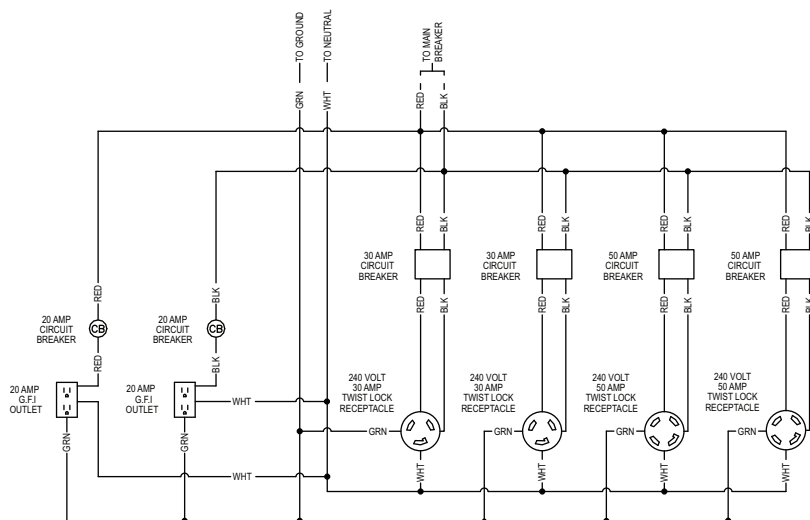 TO GROUND
TO NEUTRAL
TO MAIN
BREAKER
GRN
WHT
RED
BLK
RED
BLK
RED
BLK
RED
BLK
RED
BLK
30 AMP
CIRCUIT
BREAKER
30 AMP
CIRCUIT
BREAKER
50 AMP
CIRCUIT
BREAKER
50 AMP
CIRCUIT
BREAKER
RED
BLK
RED
BLK
RED
BLK
RED
BLK
RED
BLK
20 AMP
CIRCUIT
BREAKER
CB
20 AMP
CIRCUIT
BREAKER
CB
RED
BLK
20 AMP
G.F.I
OUTLET
20 AMP
G.F.I
OUTLET
WHT
240 VOLT
30 AMP
TWIST LOCK
RECEPTACLE
240 VOLT
30 AMP
TWIST LOCK
RECEPTACLE
240 VOLT
50 AMP
TWIST LOCK
RECEPTACLE
240 VOLT
50 AMP
TWIST LOCK
RECEPTACLE
GRN
GRN
GRN
GRN
GRN
GRN
WHT
WHT
WHT
WHT
WHT